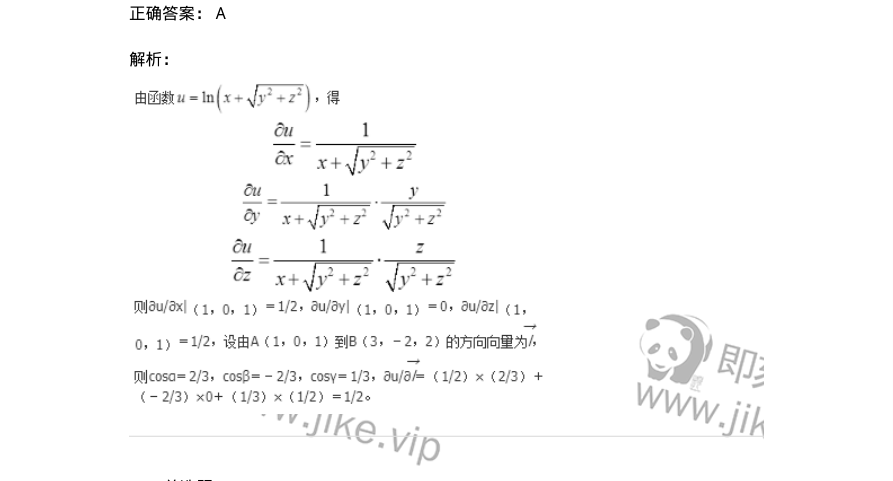 正确答案： A
解析：
由函数 u = ln(x + √(y² + z²))，得
∂u/∂x = 1/(x + √(y² + z²))
∂u/∂y = 1/(x + √(y² + z²)) · y/√(y² + z²)
∂u/∂z = 1/(x + √(y² + z²)) · z/√(y² + z²)
则∂u/∂x|（1，0，1）＝1/2，∂u/∂y|（1，0，1）＝0，∂u/∂z|（1，
0，1）＝1/2，设由A（1，0，1）到B（3，－2，2）的方向向量为l→，
则cosα＝2/3，cosβ＝－2/3，cosγ＝1/3，∂u/∂l→＝（1/2）×（2/3）＋
（－2/3）×0＋（1/3）×（1/2）＝1/2。
www.jik
w.jike.vip